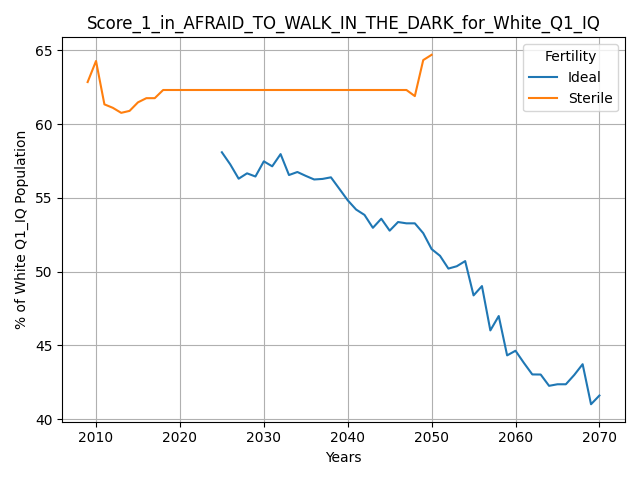 Score_1_in_AFRAID_TO_WALK_IN_THE_DARK_for_White_Q1_IQ
65
60
55
50
45
40
% of White Q1_IQ Population
Fertility
Ideal
Sterile
2010 2020 2030 2040 2050 2060 2070
Years